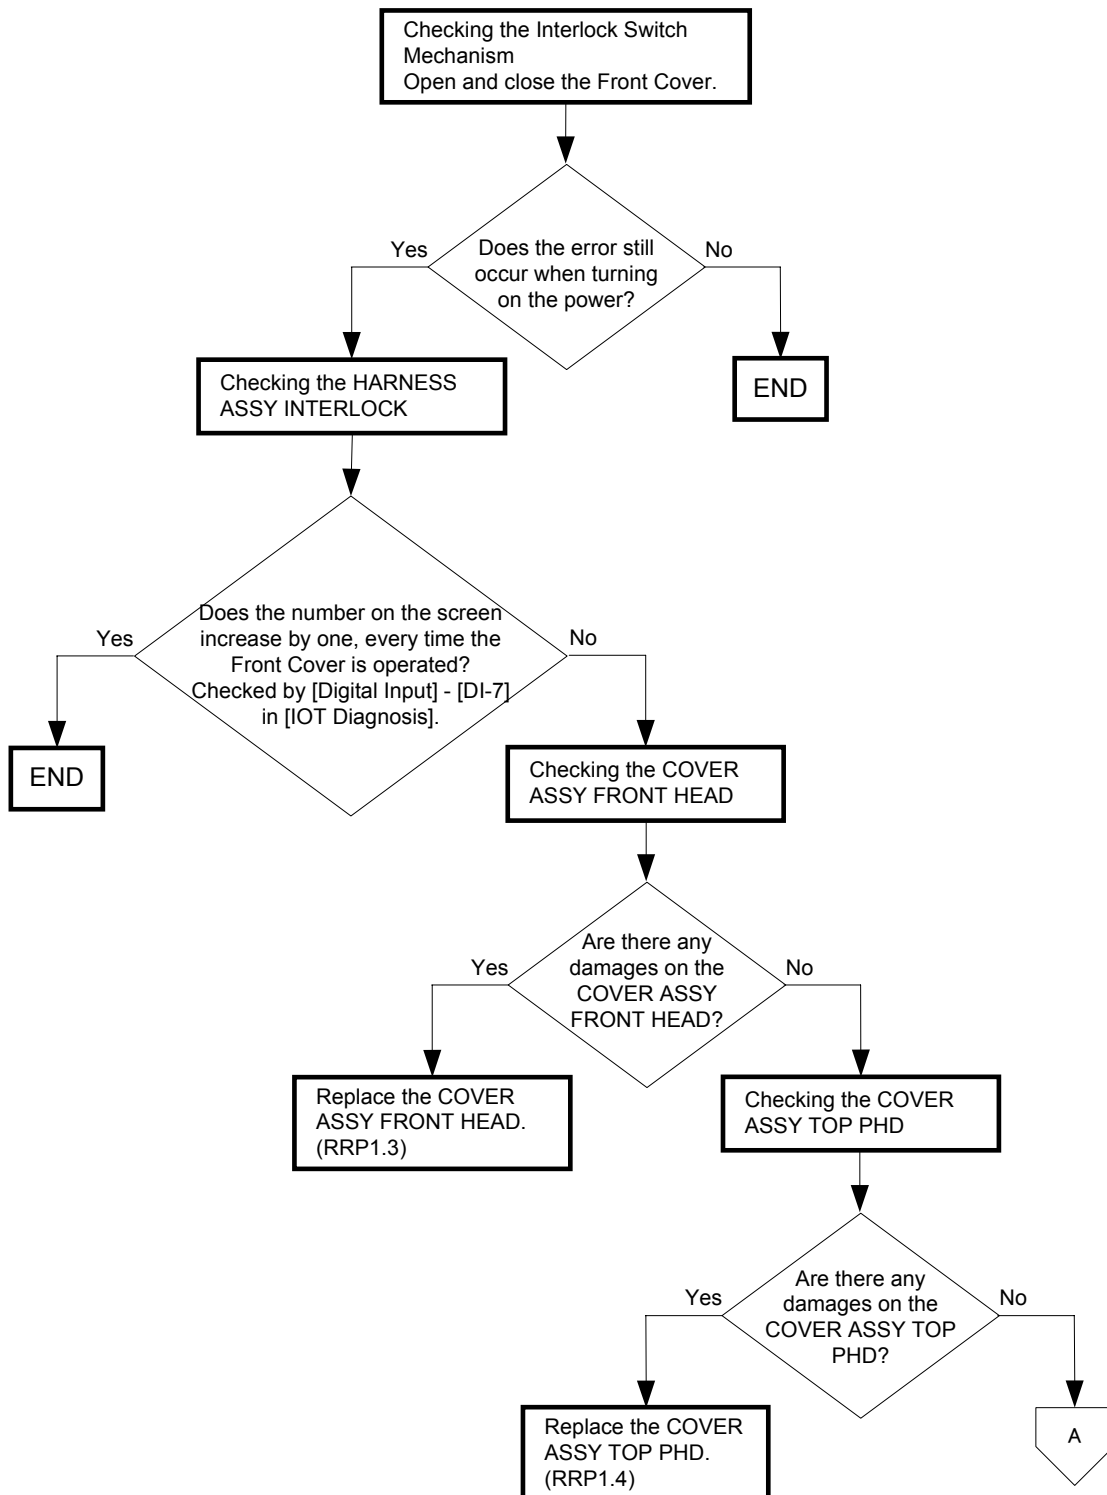 Checking the Interlock Switch
Mechanism
Open and close the Front Cover.
Yes
Does the error still
occur when turning
on the power?
No
Checking the HARNESS
ASSY INTERLOCK
END
Yes
Does the number on the screen
increase by one, every time the
Front Cover is operated?
Checked by [Digital Input] - [DI-7]
in [IOT Diagnosis].
No
END
Checking the COVER
ASSY FRONT HEAD
Yes
Are there any
damages on the
COVER ASSY
FRONT HEAD?
No
Replace the COVER
ASSY FRONT HEAD.
(RRP1.3)
Checking the COVER
ASSY TOP PHD
Yes
Are there any
damages on the
COVER ASSY TOP
PHD?
No
Replace the COVER
ASSY TOP PHD.
(RRP1.4)
A